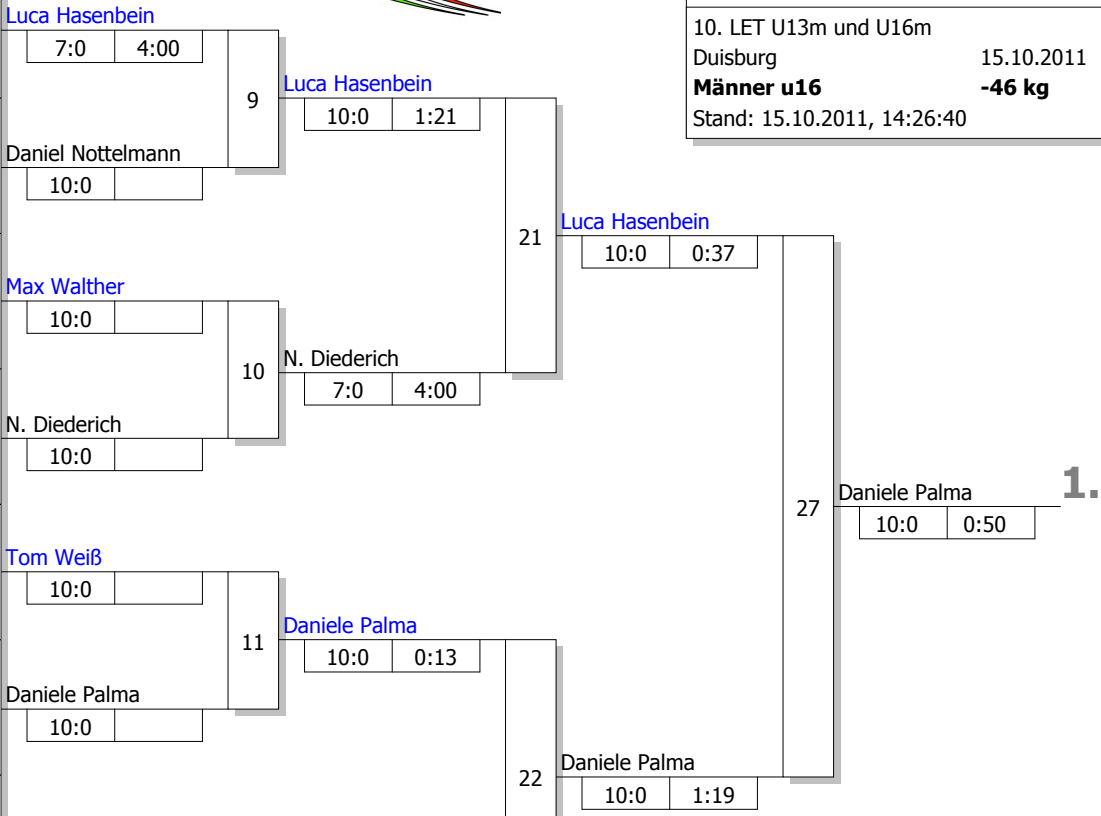 Luca Hasenbein
7:0 4:00
9
Daniel Nottelmann
10:0
Luca Hasenbein
10:0 1:21
10. LET U13m und U16m
Duisburg 15.10.2011
Männer u16 -46 kg
Stand: 15.10.2011, 14:26:40
21
Luca Hasenbein
10:0 0:37
Max Walther
10:0
10
N. Diederich
10:0
N. Diederich
7:0 4:00
27
Daniele Palma 1.
10:0 0:50
Tom Weiß
10:0
11
Daniele Palma
10:0
Daniele Palma
10:0 0:13
22
Daniele Palma
10:0 1:19